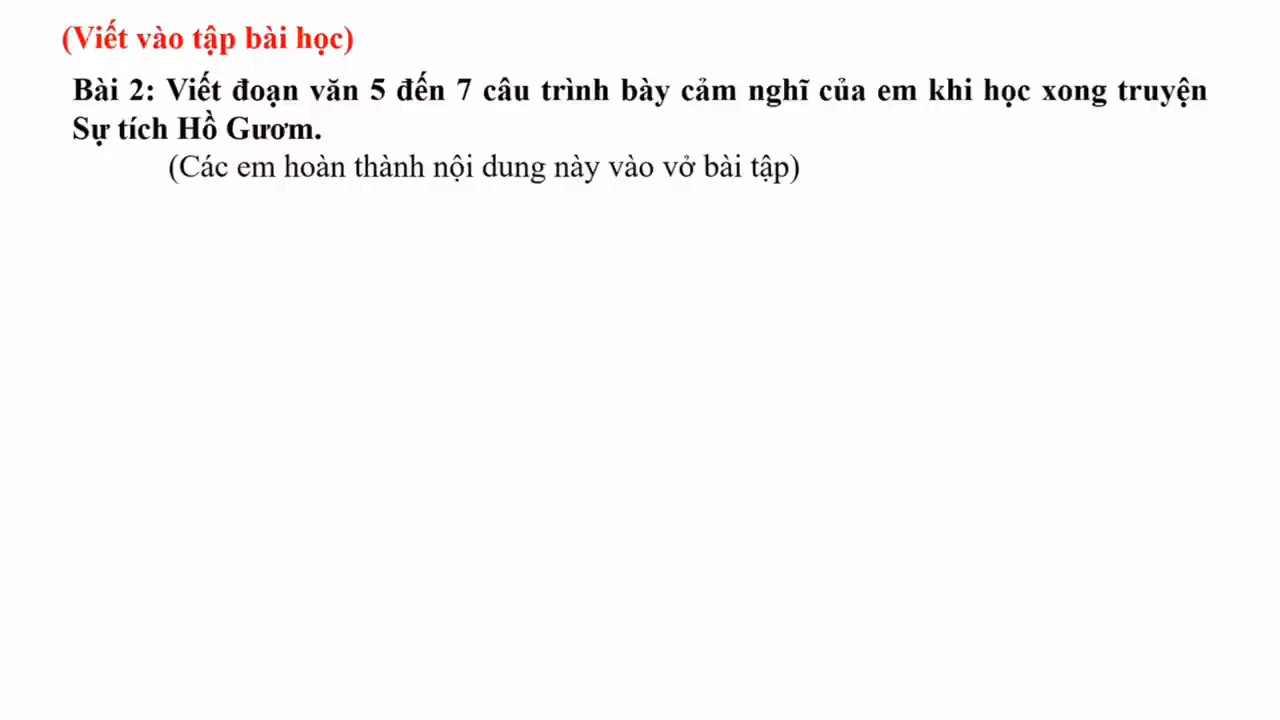 (Viết vào tập bài học)
Bài 2: Viết đoạn văn 5 đến 7 câu trình bày cảm nghĩ của em khi học xong truyện
Sự tích Hồ Gươm.
(Các em hoàn thành nội dung này vào vở bài tập)